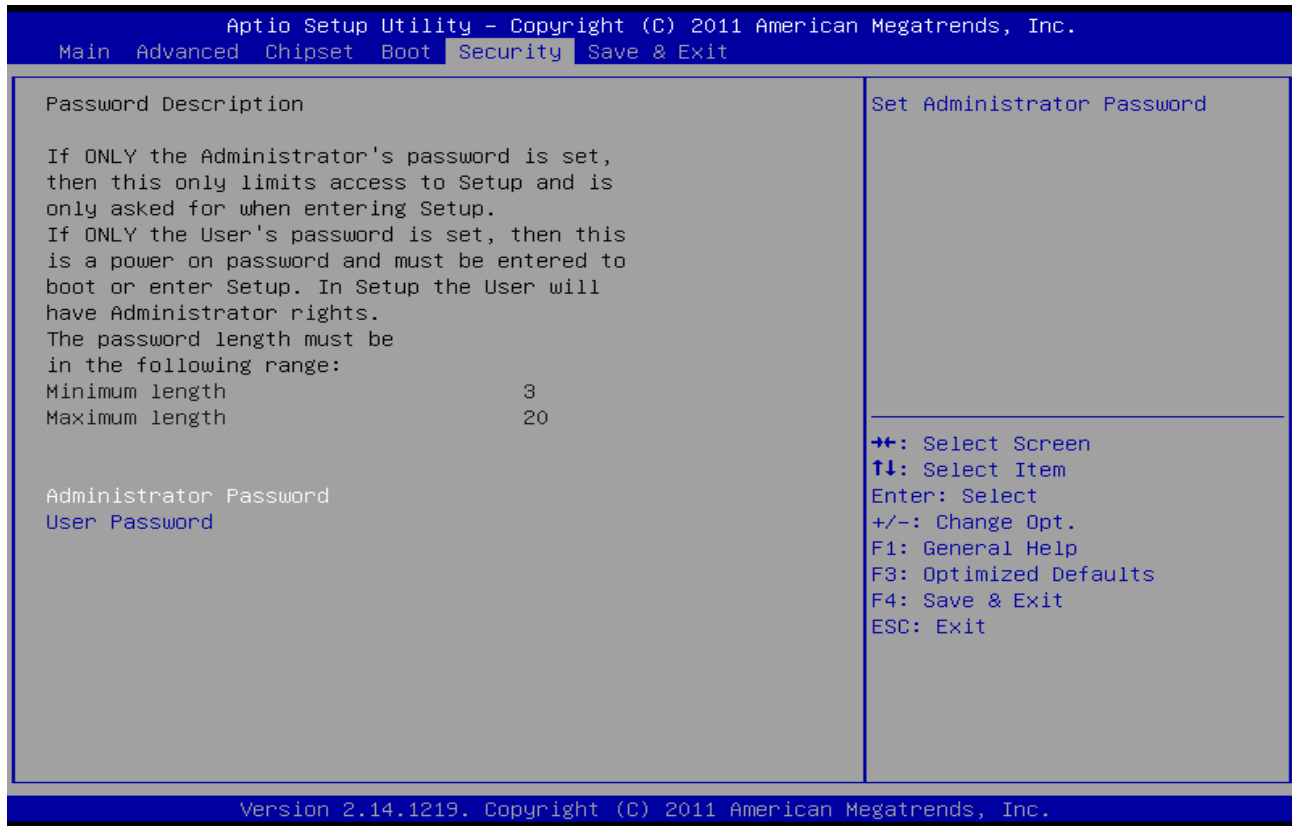 Aptio Setup Utility – Copyright (C) 2011 American Megatrends, Inc.
Main Advanced Chipset Boot Security Save & Exit
Password Description
If ONLY the Administrator's password is set,
then this only limits access to Setup and is
only asked for when entering Setup.
If ONLY the User's password is set, then this
is a power on password and must be entered to
boot or enter Setup. In Setup the User will
have Administrator rights.
The password length must be
in the following range:
Minimum length 3
Maximum length 20
Administrator Password
User Password
Set Administrator Password
→←: Select Screen
↑↓: Select Item
Enter: Select
+/-: Change Opt.
F1: General Help
F3: Optimized Defaults
F4: Save & Exit
ESC: Exit
Version 2.14.1219. Copyright (C) 2011 American Megatrends, Inc.